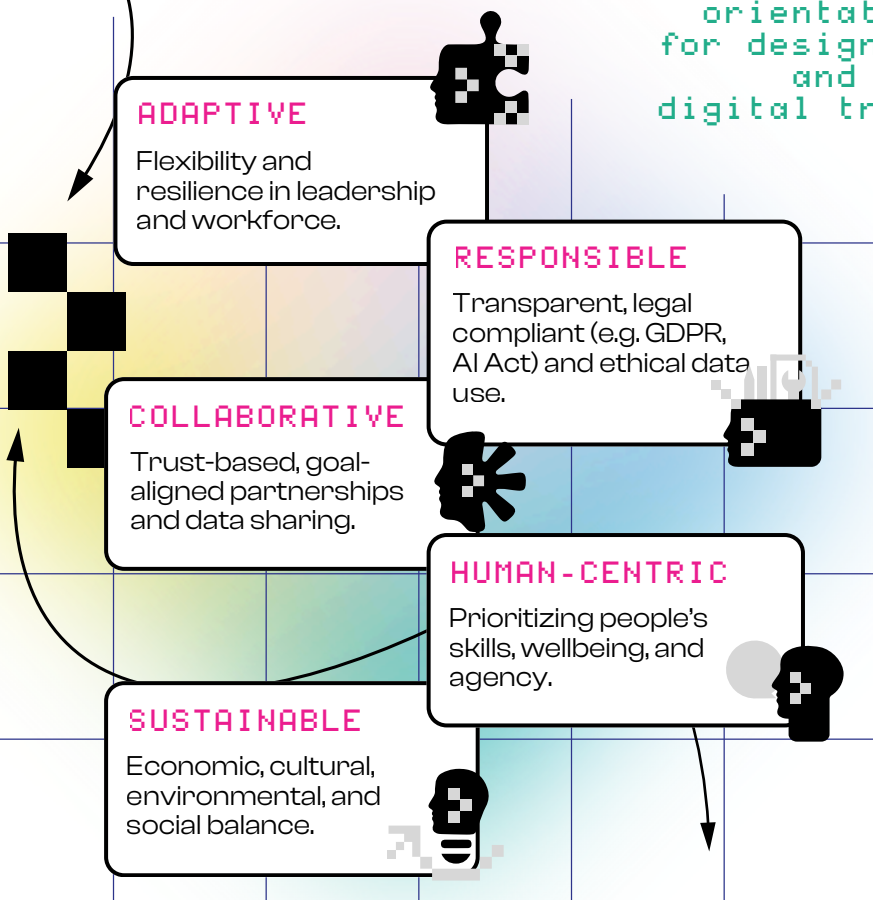 orientat
for design
and
digital tr
ADAPTIVE
Flexibility and
resilience in leadership
and workforce.
RESPONSIBLE
Transparent, legal
compliant (e.g. GDPR,
AI Act) and ethical data
use.
COLLABORATIVE
Trust-based, goal-
aligned partnerships
and data sharing.
HUMAN-CENTRIC
Prioritizing people’s
skills, wellbeing, and
agency.
SUSTAINABLE
Economic, cultural,
environmental, and
social balance.